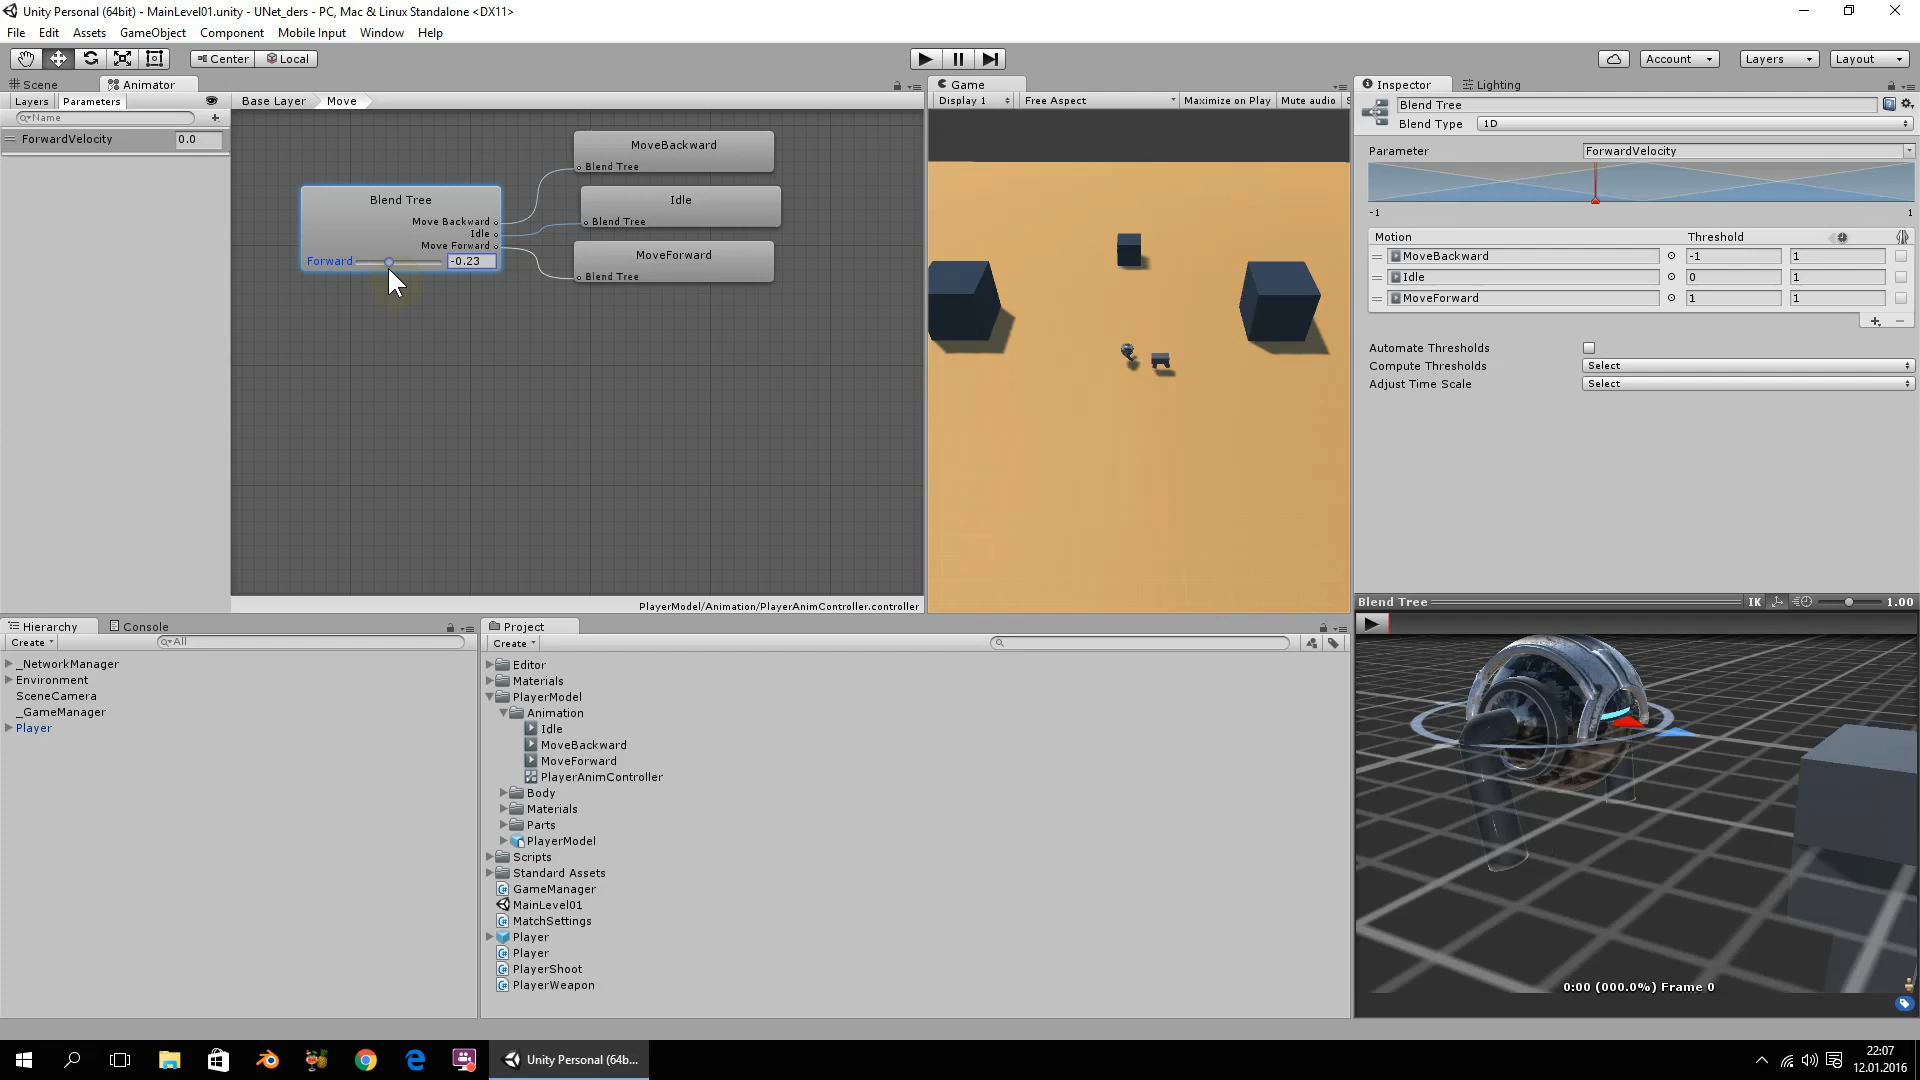 Unity Personal (64bit) - MainLevel01.unity - UNet_ders - PC, Mac & Linux Standalone <DX11>
File Edit Assets GameObject Component Mobile Input Window Help
Center Local Account Layers Layout
Scene Animator
Layers Parameters
Name
ForwardVelocity 0.0
Base Layer Move
Blend Tree
Move Backward
Idle
Move Forward
Forward -0.23
MoveBackward
Blend Tree
Idle
Blend Tree
MoveForward
Blend Tree
PlayerModel/Animation/PlayerAnimController.controller
Game
Display 1 Free Aspect Maximize on Play Mute audio S
Inspector Lighting
Blend Tree
Blend Type 1D
Parameter ForwardVelocity
-1 1
Motion Threshold
MoveBackward -1 1
Idle 0 1
MoveForward 1 1
Automate Thresholds
Compute Thresholds Select
Adjust Time Scale Select
Blend Tree IK 1.00
0:00 (000.0%) Frame 0
Hierarchy Console
Create All
_NetworkManager
Environment
SceneCamera
_GameManager
Player
Project
Create
Editor
Materials
PlayerModel
Animation
Idle
MoveBackward
MoveForward
PlayerAnimController
Body
Materials
Parts
PlayerModel
Scripts
Standard Assets
GameManager
MainLevel01
MatchSettings
Player
Player
PlayerShoot
PlayerWeapon
Unity Personal (64b...
22:07
12.01.2016